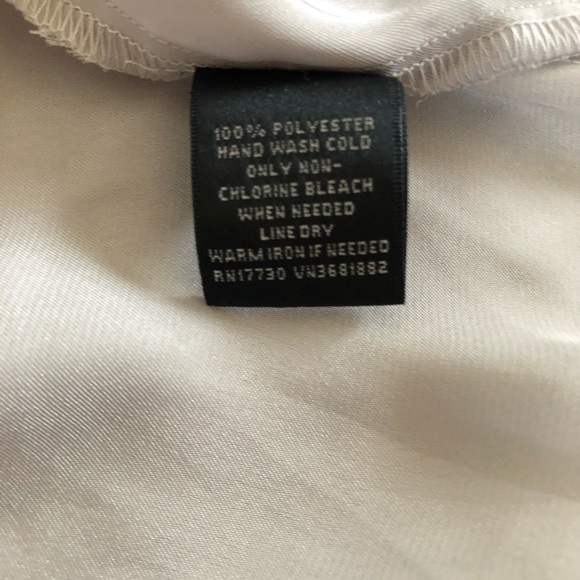 100% POLYESTER
HAND WASH COLD
ONLY NON-
CHLORINE BLEACH
WHEN NEEDED
LINE DRY
WARM IRON IF NEEDED
RN17730 VN3681882